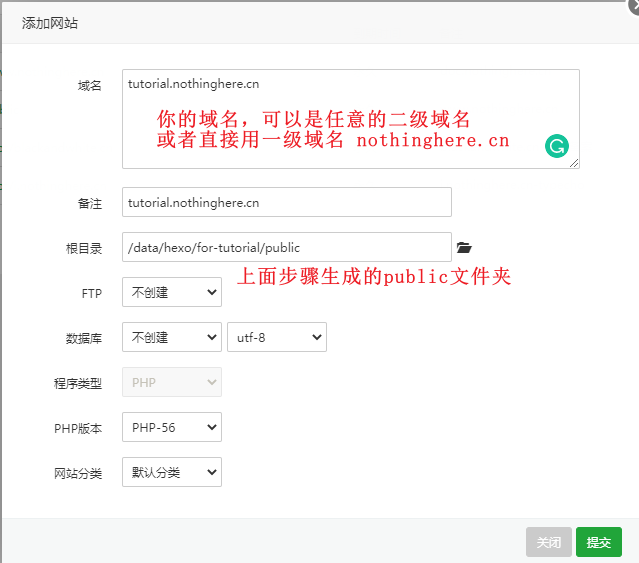 添加网站
域名
tutorial.nothinghere.cn
你的域名，可以是任意的二级域名
或者直接用一级域名 nothinghere.cn
备注
tutorial.nothinghere.cn
根目录
/data/hexo/for-tutorial/public
上面步骤生成的public文件夹
FTP
不创建
数据库
不创建
utf-8
程序类型
PHP
PHP版本
PHP-56
网站分类
默认分类
关闭
提交